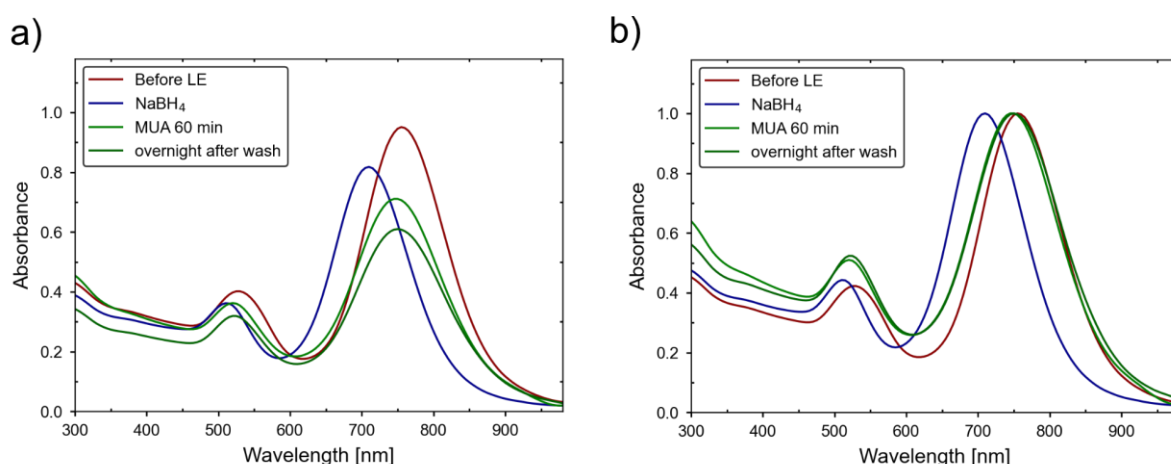 a)
Before LE
NaBH₄
MUA 60 min
overnight after wash
Absorbance
1.0
0.8
0.6
0.4
0.2
0.0
300 400 500 600 700 800 900
Wavelength [nm]
b)
Before LE
NaBH₄
MUA 60 min
overnight after wash
Absorbance
1.0
0.8
0.6
0.4
0.2
0.0
300 400 500 600 700 800 900
Wavelength [nm]